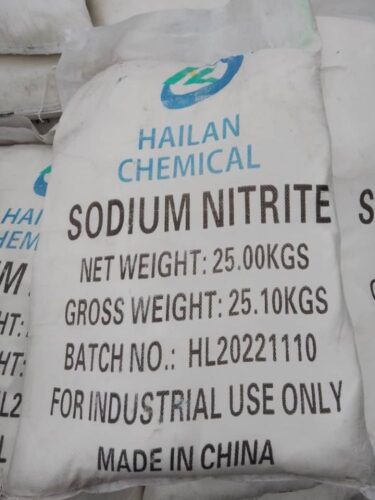 HAILAN
CHEMICAL
SODIUM NITRITE
NET WEIGHT: 25.00KGS
GROSS WEIGHT: 25.10KGS
BATCH NO.: HL20221110
FOR INDUSTRIAL USE ONLY
MADE IN CHINA